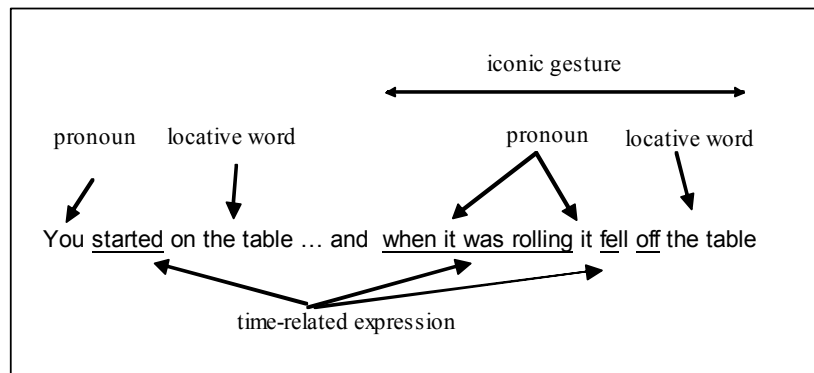 iconic gesture
pronoun locative word pronoun locative word
You started on the table ... and when it was rolling it fell off the table
time-related expression